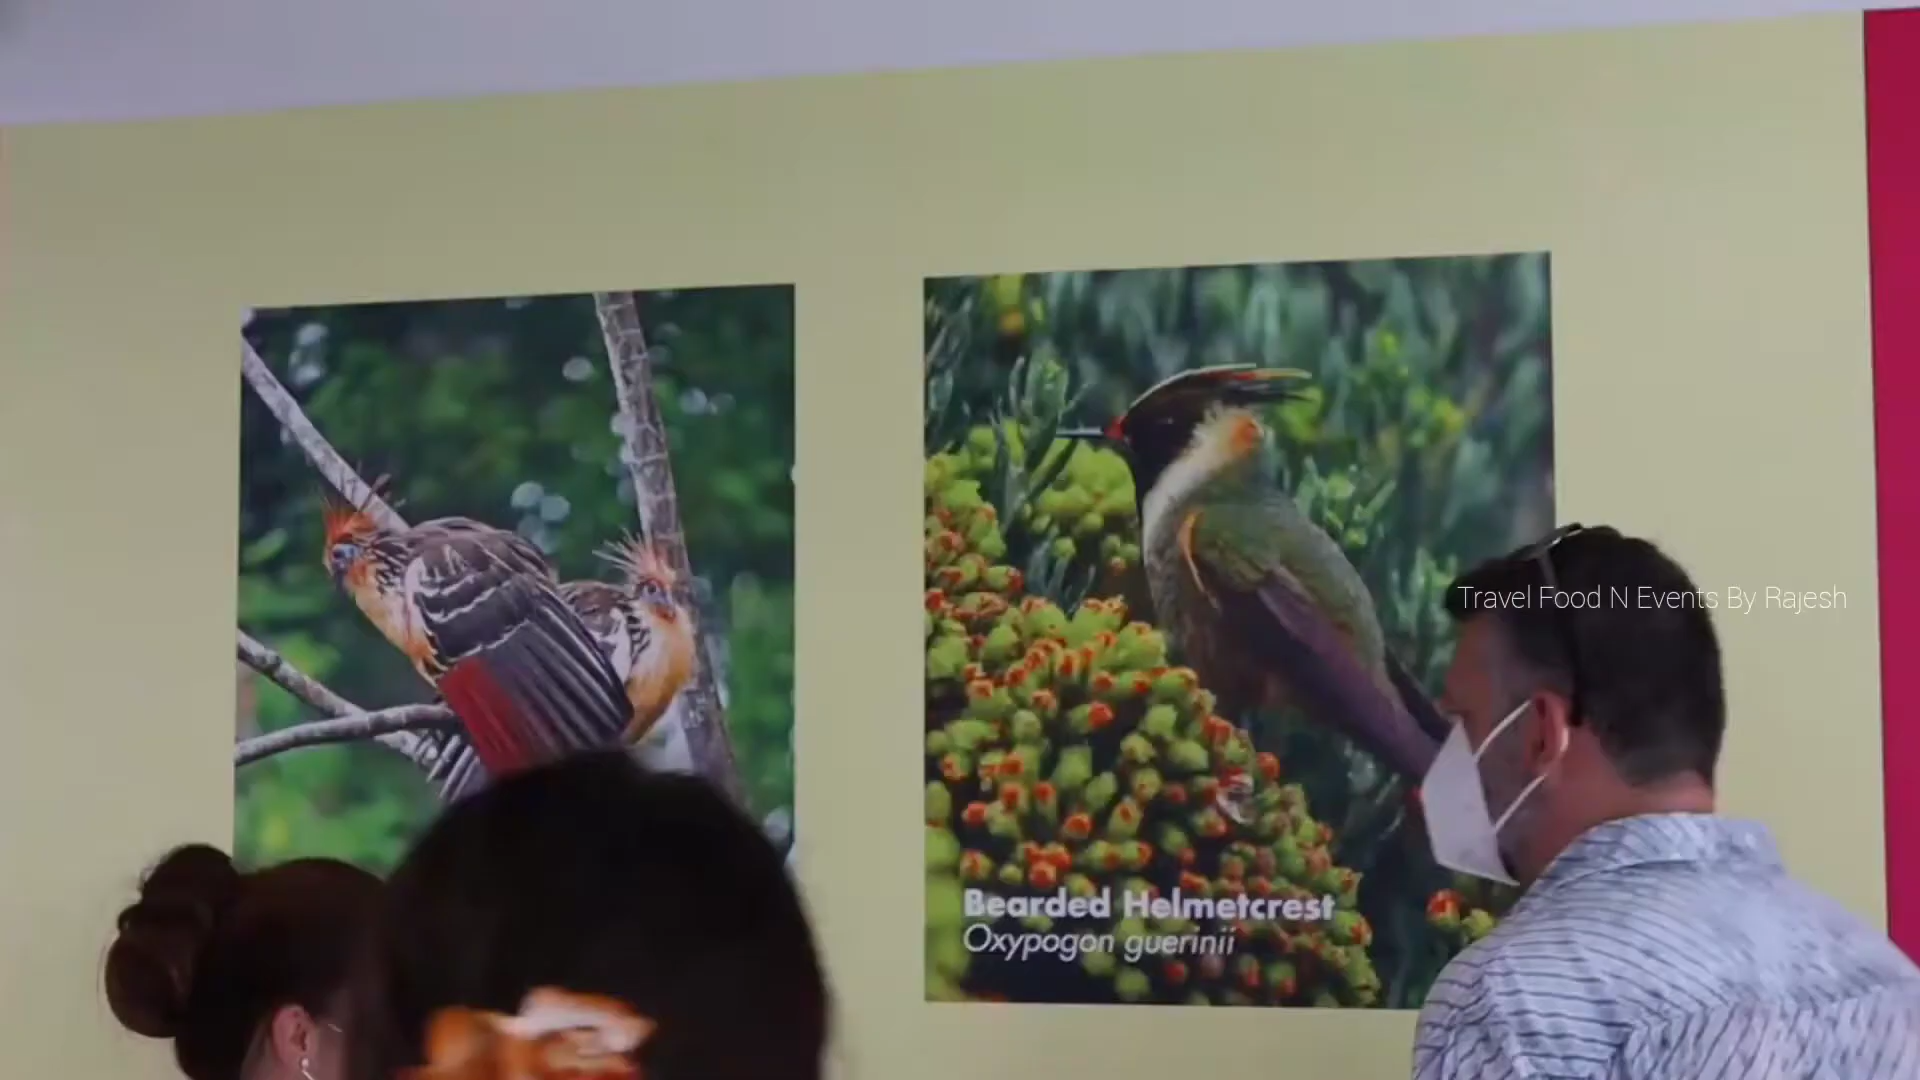 Travel Food N Events By Rajesh
Bearded Helmetcrest
Oxypogon guerinii